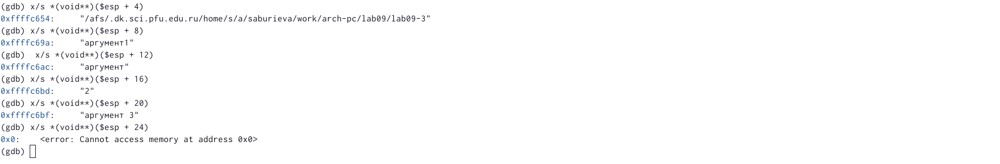 (gdb) x/s *(void**)($esp + 4)
0xffffc654:     "/afs/.dk.sci.pfu.edu.ru/home/s/a/saburieva/work/arch-pc/lab09/lab09-3"
(gdb) x/s *(void**)($esp + 8)
0xffffc69a:     "аргумент1"
(gdb)  x/s *(void**)($esp + 12)
0xffffc6ac:     "аргумент"
(gdb) x/s *(void**)($esp + 16)
0xffffc6bd:     "2"
(gdb) x/s *(void**)($esp + 20)
0xffffc6bf:     "аргумент 3"
(gdb) x/s *(void**)($esp + 24)
0x0:    <error: Cannot access memory at address 0x0>
(gdb)